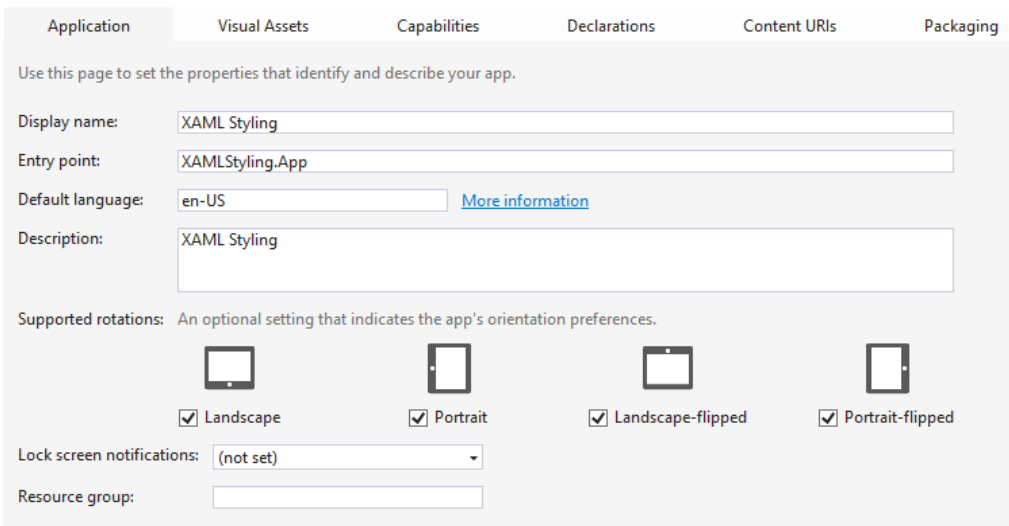 Application Visual Assets Capabilities Declarations Content URIs Packaging
Use this page to set the properties that identify and describe your app.
Display name: XAML Styling
Entry point: XAMLStyling.App
Default language: en-US More information
Description: XAML Styling
Supported rotations: An optional setting that indicates the app's orientation preferences.
Landscape Portrait Landscape-flipped Portrait-flipped
Lock screen notifications: (not set)
Resource group: